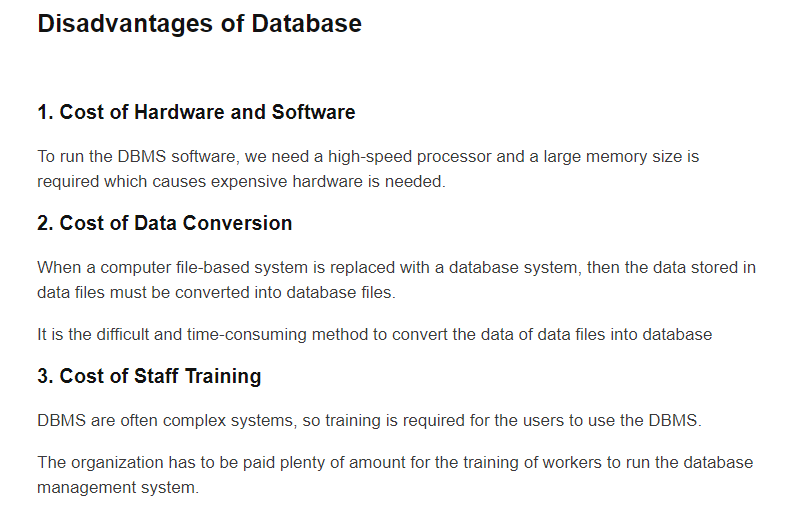 Disadvantages of Database
1. Cost of Hardware and Software
To run the DBMS software, we need a high-speed processor and a large memory size is
required which causes expensive hardware is needed.
2. Cost of Data Conversion
When a computer file-based system is replaced with a database system, then the data stored in
data files must be converted into database files.
It is the difficult and time-consuming method to convert the data of data files into database
3. Cost of Staff Training
DBMS are often complex systems, so training is required for the users to use the DBMS.
The organization has to be paid plenty of amount for the training of workers to run the database
management system.